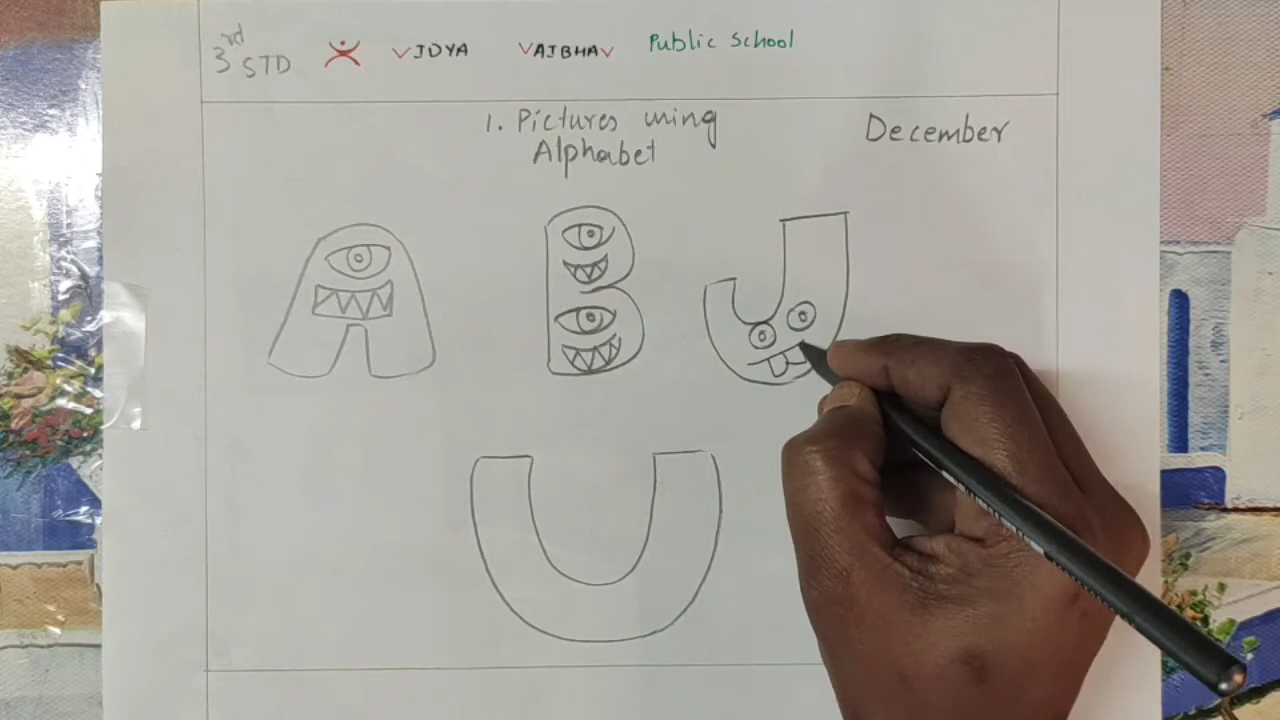 3rd STD VIDYA VAIBHAV Public School
1. Pictures using
Alphabet
December
A B J
U